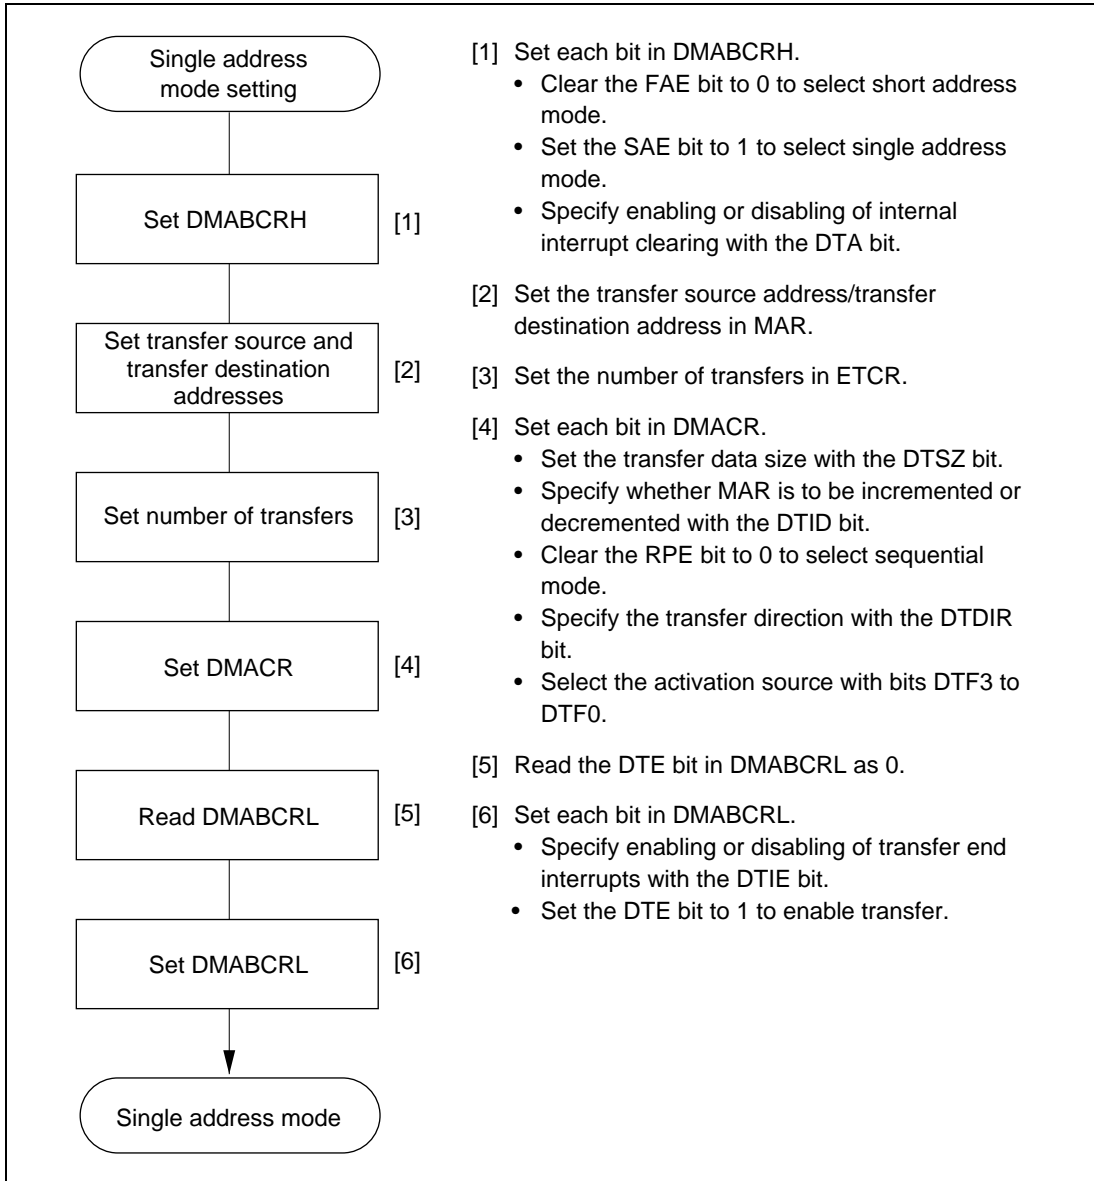 Single address
mode setting
Set DMABCRH
[1]
Set transfer source and
transfer destination
addresses
[2]
Set number of transfers
[3]
Set DMACR
[4]
Read DMABCRL
[5]
Set DMABCRL
[6]
Single address mode
[1] Set each bit in DMABCRH.
• Clear the FAE bit to 0 to select short address
mode.
• Set the SAE bit to 1 to select single address
mode.
• Specify enabling or disabling of internal
interrupt clearing with the DTA bit.
[2] Set the transfer source address/transfer
destination address in MAR.
[3] Set the number of transfers in ETCR.
[4] Set each bit in DMACR.
• Set the transfer data size with the DTSZ bit.
• Specify whether MAR is to be incremented or
decremented with the DTID bit.
• Clear the RPE bit to 0 to select sequential
mode.
• Specify the transfer direction with the DTDIR
bit.
• Select the activation source with bits DTF3 to
DTF0.
[5] Read the DTE bit in DMABCRL as 0.
[6] Set each bit in DMABCRL.
• Specify enabling or disabling of transfer end
interrupts with the DTIE bit.
• Set the DTE bit to 1 to enable transfer.